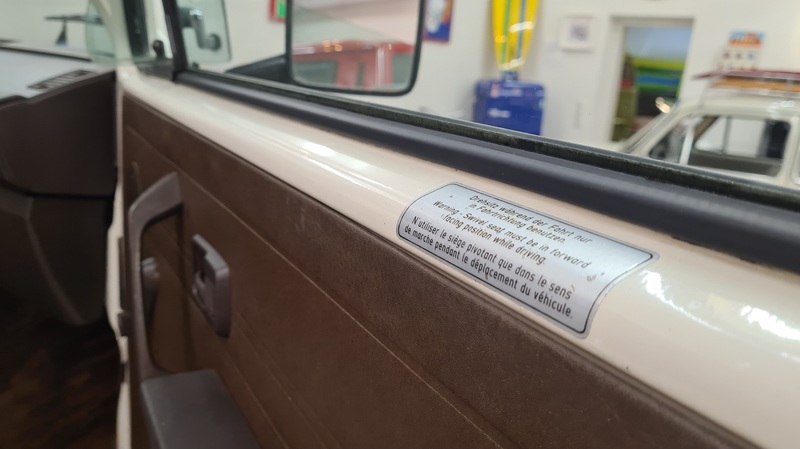 Drehsitz während der Fahrt nur
in Fahrtrichtung benutzen.
Warning - Swivel seat must be in forward
facing position while driving
N'utiliser le siège pivotant que dans le sens
de marche pendant le déplacement du véhicule.